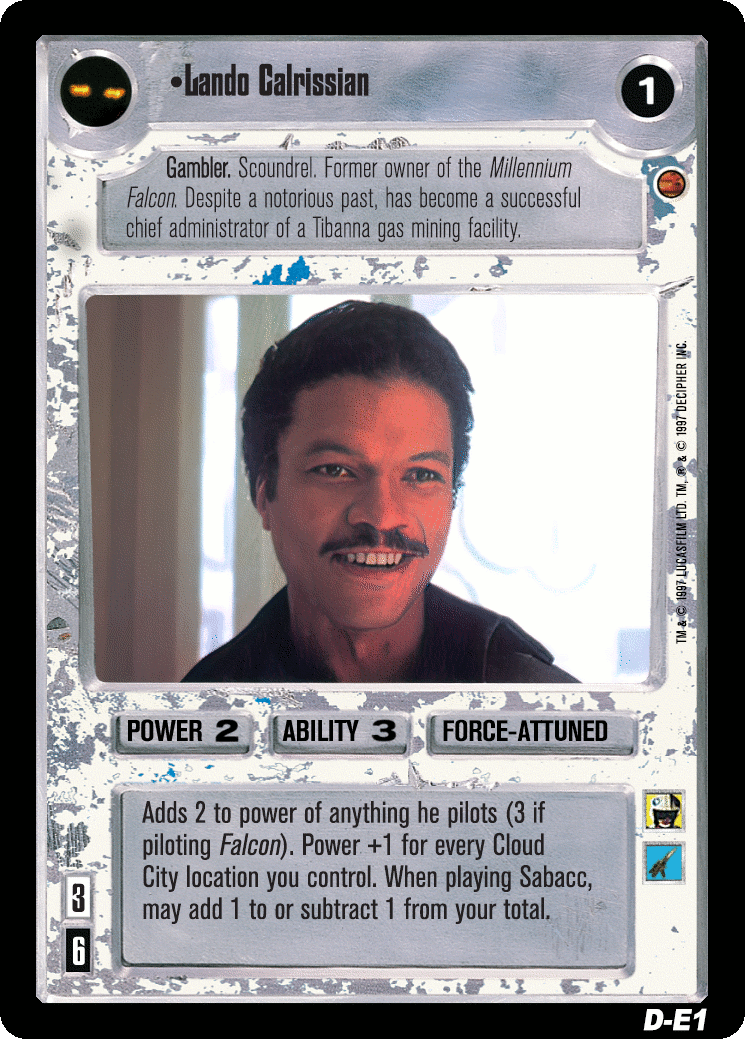 •Lando Calrissian
1
Gambler. Scoundrel. Former owner of the Millennium
Falcon. Despite a notorious past, has become a successful
chief administrator of a Tibanna gas mining facility.
TM & © 1997 LUCASFILM LTD. TM, ® & © 1997 DECIPHER INC.
POWER 2
ABILITY 3
FORCE-ATTUNED
Adds 2 to power of anything he pilots (3 if
piloting Falcon). Power +1 for every Cloud
City location you control. When playing Sabacc,
may add 1 to or subtract 1 from your total.
3
6
D-E1